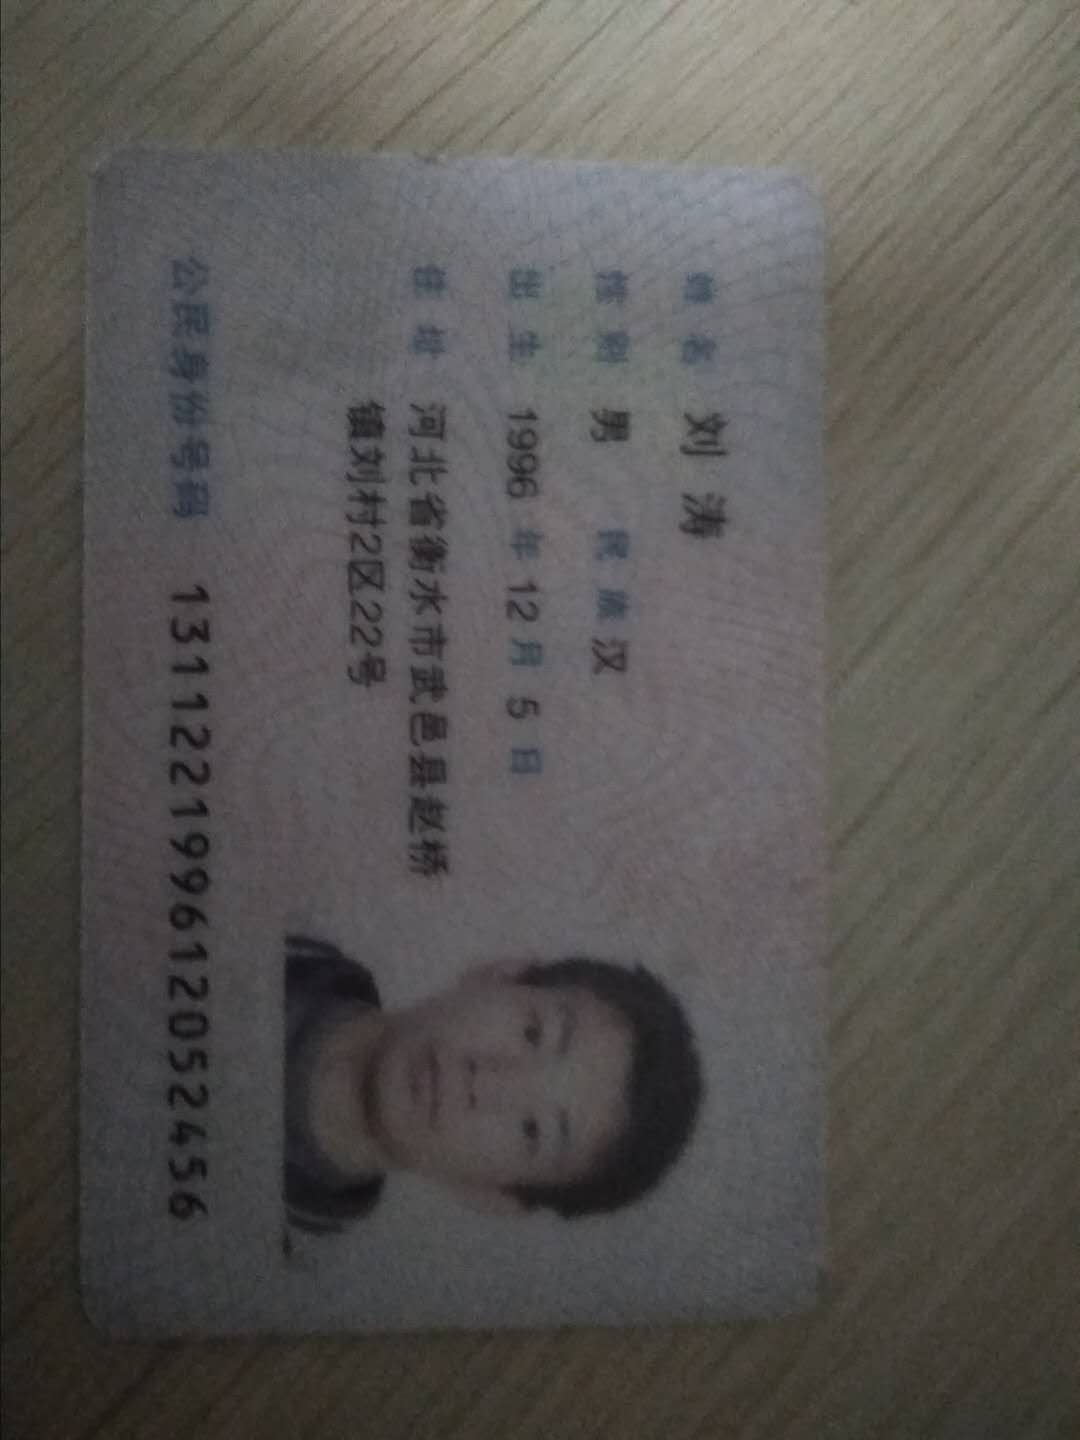 姓名 刘涛
性别 男 民族 汉
出生 1996 年 12 月 5 日
住址 河北省衡水市武邑县赵桥
镇刘村2区22号
公民身份号码 131122199612052456